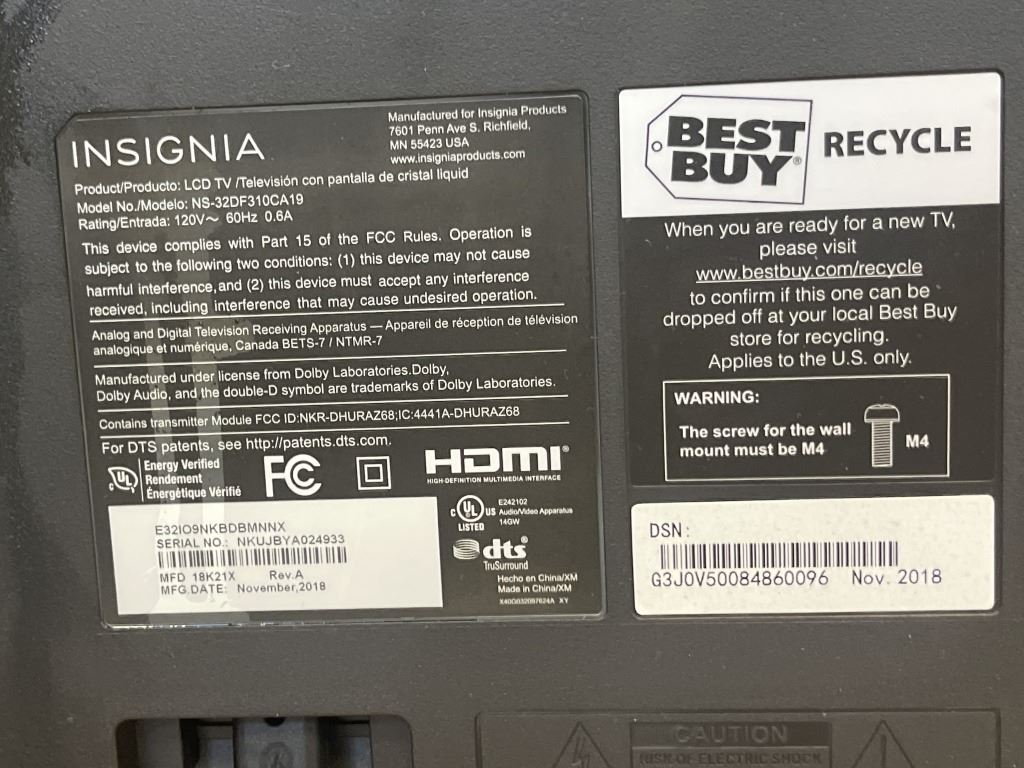 INSIGNIA
Manufactured for Insignia Products
7601 Penn Ave S. Richfield,
MN 55423 USA
www.insigniaproducts.com
Product/Producto: LCD TV /Televisión con pantalla de cristal liquid
Model No./Modelo: NS-32DF310CA19
Rating/Entrada: 120V~ 60Hz 0.6A
This device complies with Part 15 of the FCC Rules. Operation is
subject to the following two conditions: (1) this device may not cause
harmful interference,and (2) this device must accept any interference
received, including interference that may cause undesired operation.
Analog and Digital Television Receiving Apparatus — Appareil de réception de télévision
analogique et numérique, Canada BETS-7 / NTMR-7
Manufactured under license from Dolby Laboratories.Dolby,
Dolby Audio, and the double-D symbol are trademarks of Dolby Laboratories.
Contains transmitter Module FCC ID:NKR-DHURAZ68;IC:4441A-DHURAZ68
For DTS patents, see http://patents.dts.com.
UL
Energy Verified
Rendement
Énergétique Vérifié
FC
HDMI®
HIGH-DEFINITION MULTIMEDIA INTERFACE
C UL US
LISTED
E242102
Audio/Video Apparatus
14GW
dts®
TruSurround
Hecho en China/XM
Made in China/XM
XY
E32IO9NKBDBMNNX
SERIAL NO.: NKUJBYA024933
MFD 18K21X Rev.A
MFG.DATE: November,2018
BEST
BUY®
RECYCLE
When you are ready for a new TV,
please visit
www.bestbuy.com/recycle
to confirm if this one can be
dropped off at your local Best Buy
store for recycling.
Applies to the U.S. only.
WARNING:
The screw for the wall
mount must be M4
M4
DSN:
G3J0V50084860096 Nov. 2018
CAUTION
RISK OF ELECTRIC SHOCK